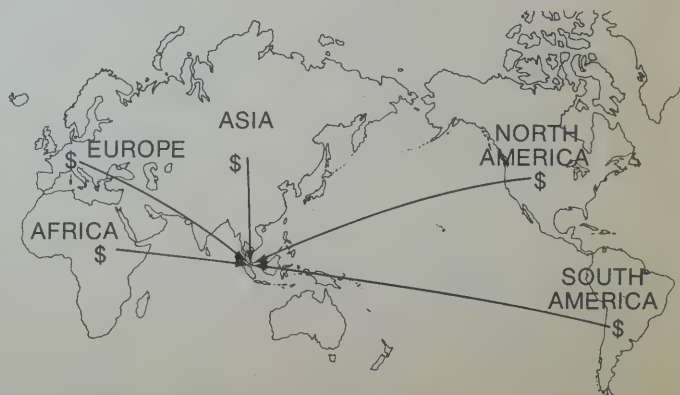 ASIA
$
EUROPE
$
NORTH
AMERICA
$
AFRICA
$
SOUTH
AMERICA
$